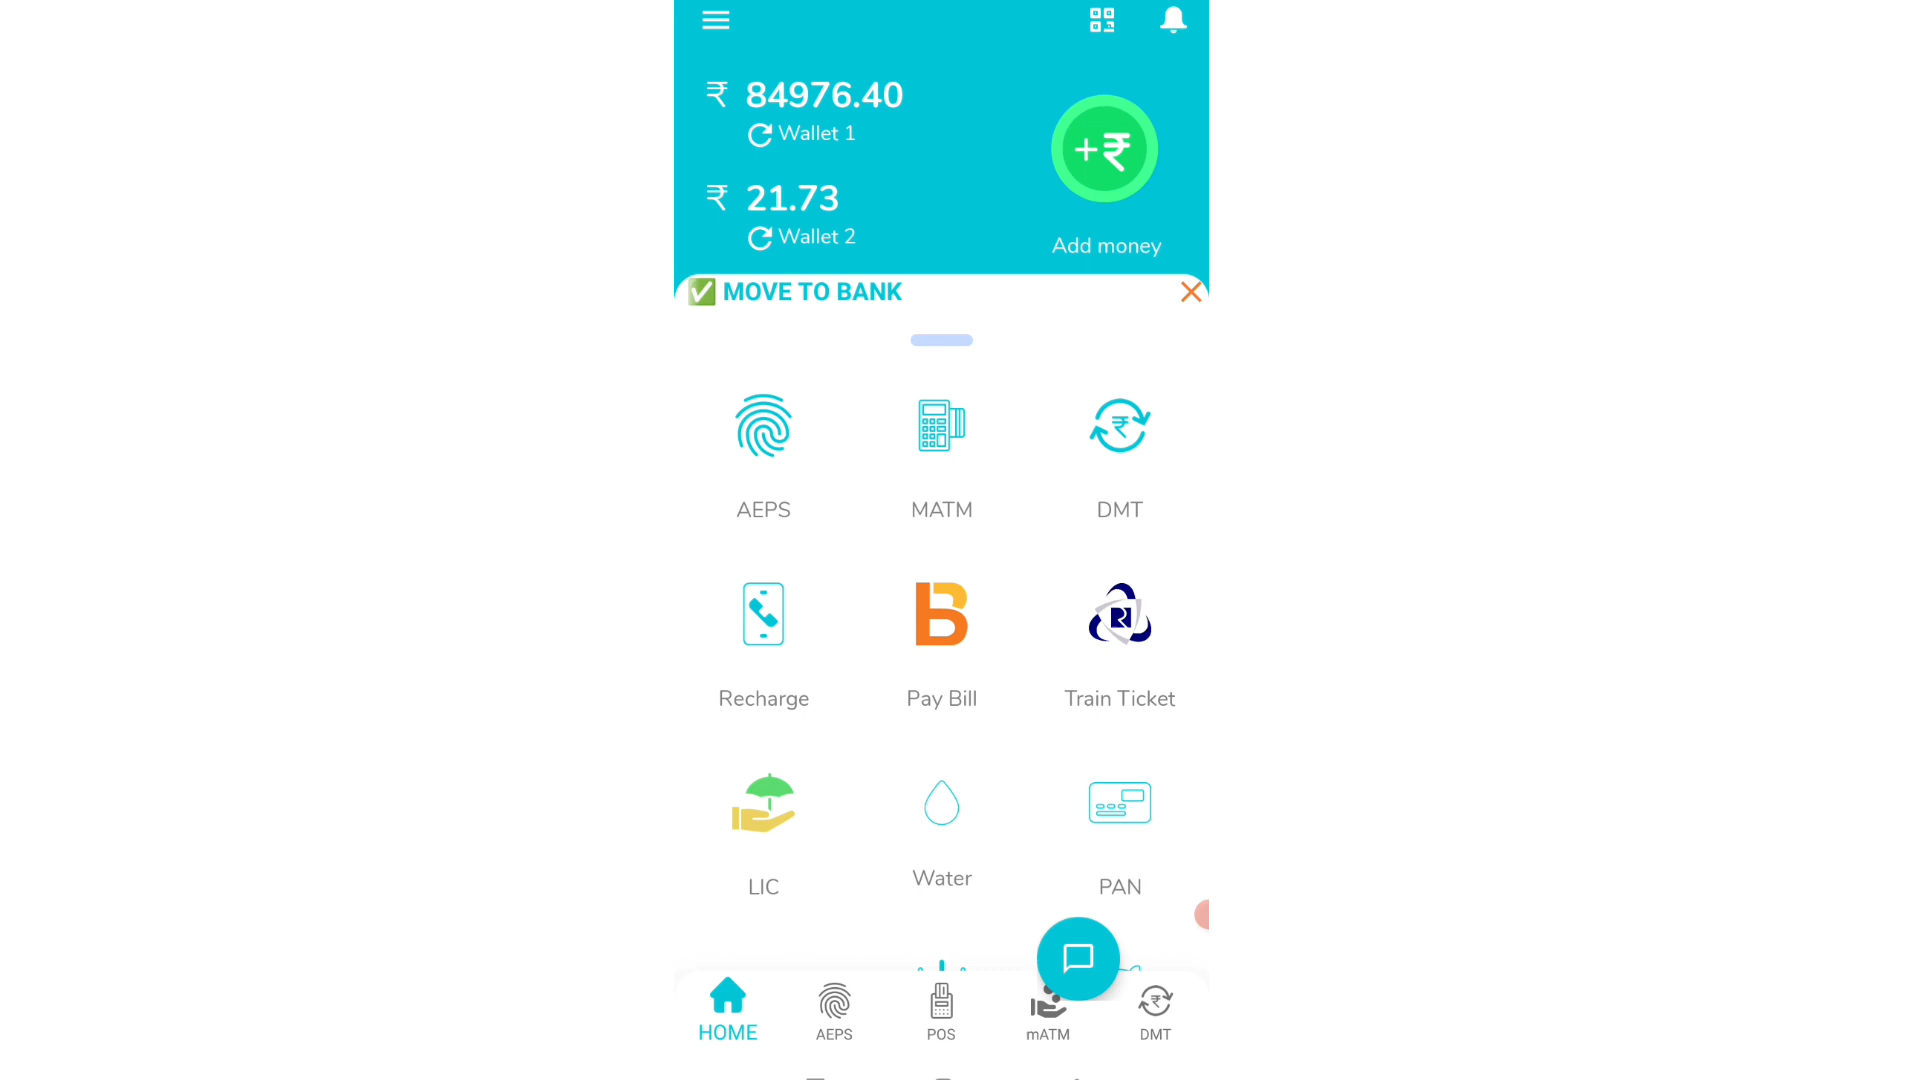 ₹ 84976.40
Wallet 1
+₹
₹ 21.73
Wallet 2
Add money
✅ MOVE TO BANK
AEPS
MATM
DMT
Recharge
Pay Bill
Train Ticket
LIC
Water
PAN
HOME
AEPS
POS
mATM
DMT